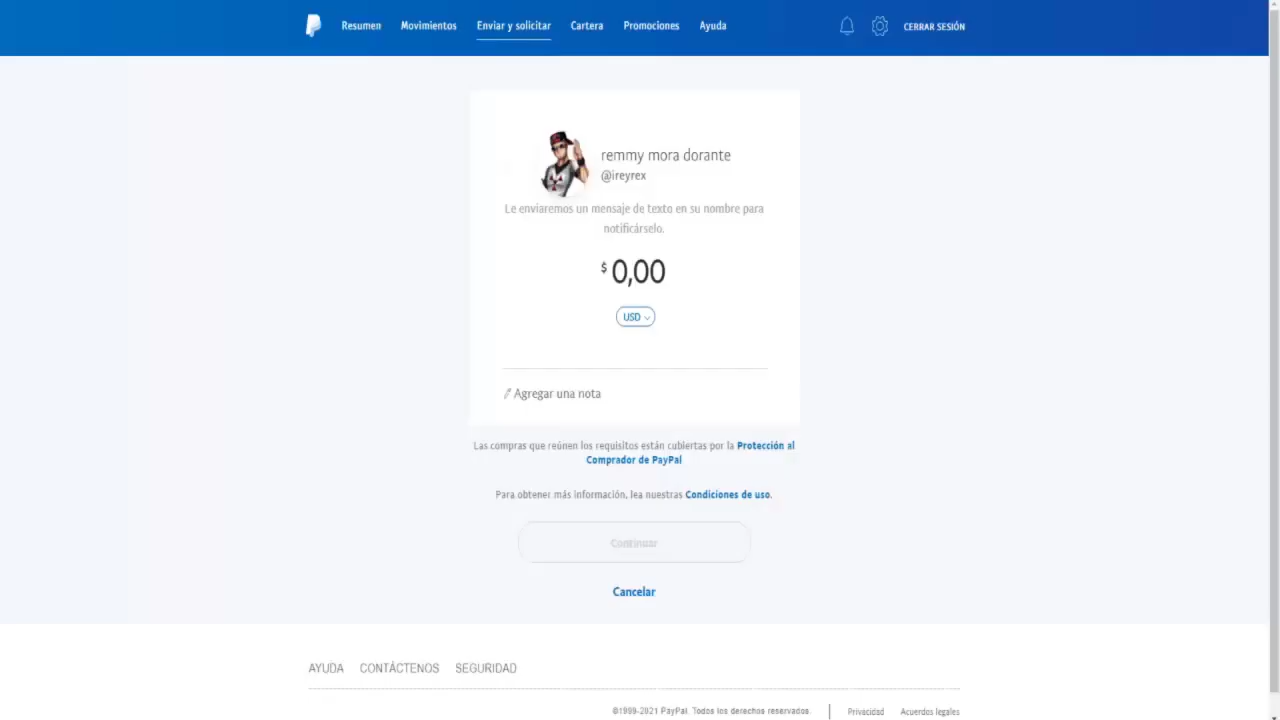 Resumen Movimientos Enviar y solicitar Cartera Promociones Ayuda CERRAR SESIÓN
remmy mora dorante
@ireyrex
Le enviaremos un mensaje de texto en su nombre para
notificárselo.
$ 0,00
USD
Agregar una nota
Las compras que reúnen los requisitos están cubiertas por la Protección al
Comprador de PayPal
Para obtener más información, lea nuestras Condiciones de uso.
Continuar
Cancelar
AYUDA CONTÁCTENOS SEGURIDAD
©1999-2021 PayPal. Todos los derechos reservados. | Privacidad Acuerdos legales